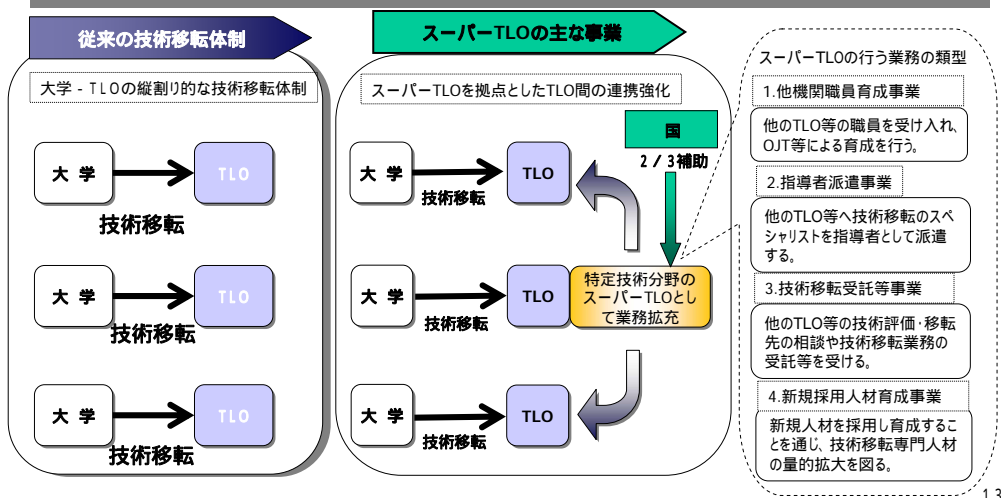 従来の技術移転体制
大学 - TLOの縦割り的な技術移転体制
大 学
TLO
技術移転
大 学
TLO
技術移転
大 学
TLO
技術移転
スーパーTLOの主な事業
スーパーTLOを拠点としたTLO間の連携強化
国
2 / 3補助
大 学
TLO
技術移転
大 学
TLO
特定技術分野の
スーパーTLOとし
て業務拡充
技術移転
大 学
TLO
技術移転
スーパーTLOの行う業務の類型
1.他機関職員育成事業
他のTLO等の職員を受け入れ、
OJT等による育成を行う。
2.指導者派遣事業
他のTLO等へ技術移転のスペ
シャリストを指導者として派遣
する。
3.技術移転受託等事業
他のTLO等の技術評価・移転
先の相談や技術移転業務の
受託等を受ける。
4.新規採用人材育成事業
新規人材を採用し育成するこ
とを通じ、技術移転専門人材
の量的拡大を図る。
13